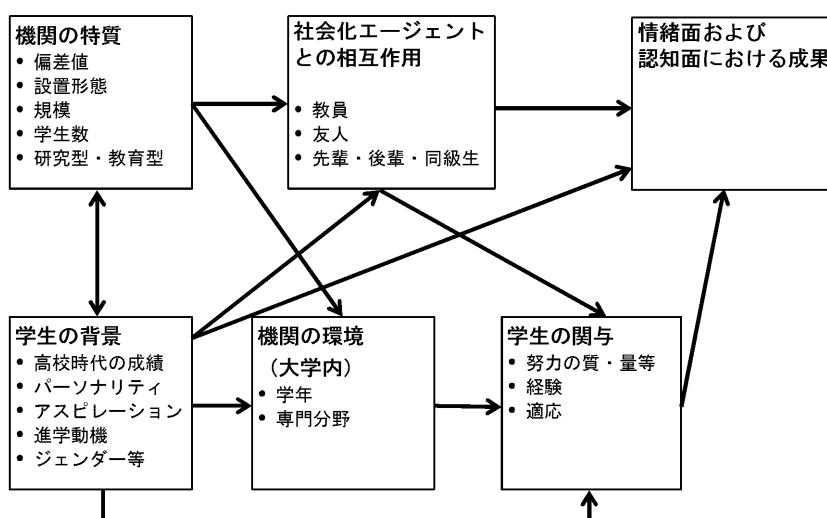 機関の特質
• 偏差値
• 設置形態
• 規模
• 学生数
• 研究型・教育型
社会化エージェント
との相互作用
• 教員
• 友人
• 先輩・後輩・同級生
情緒面および
認知面における成果
学生の背景
• 高校時代の成績
• パーソナリティ
• アスピレーション
• 進学動機
• ジェンダー等
機関の環境
（大学内）
• 学年
• 専門分野
学生の関与
• 努力の質・量等
• 経験
• 適応